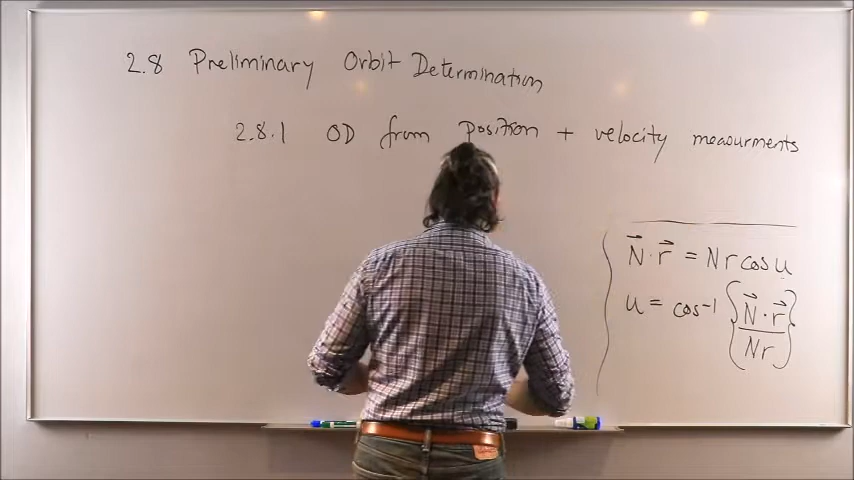 2.8 Preliminary Orbit Determination
2.8.1 OD from position + velocity measurments
N⃗ · r⃗ = N r cos u
u = cos⁻¹ { N⃗ · r⃗ / Nr }